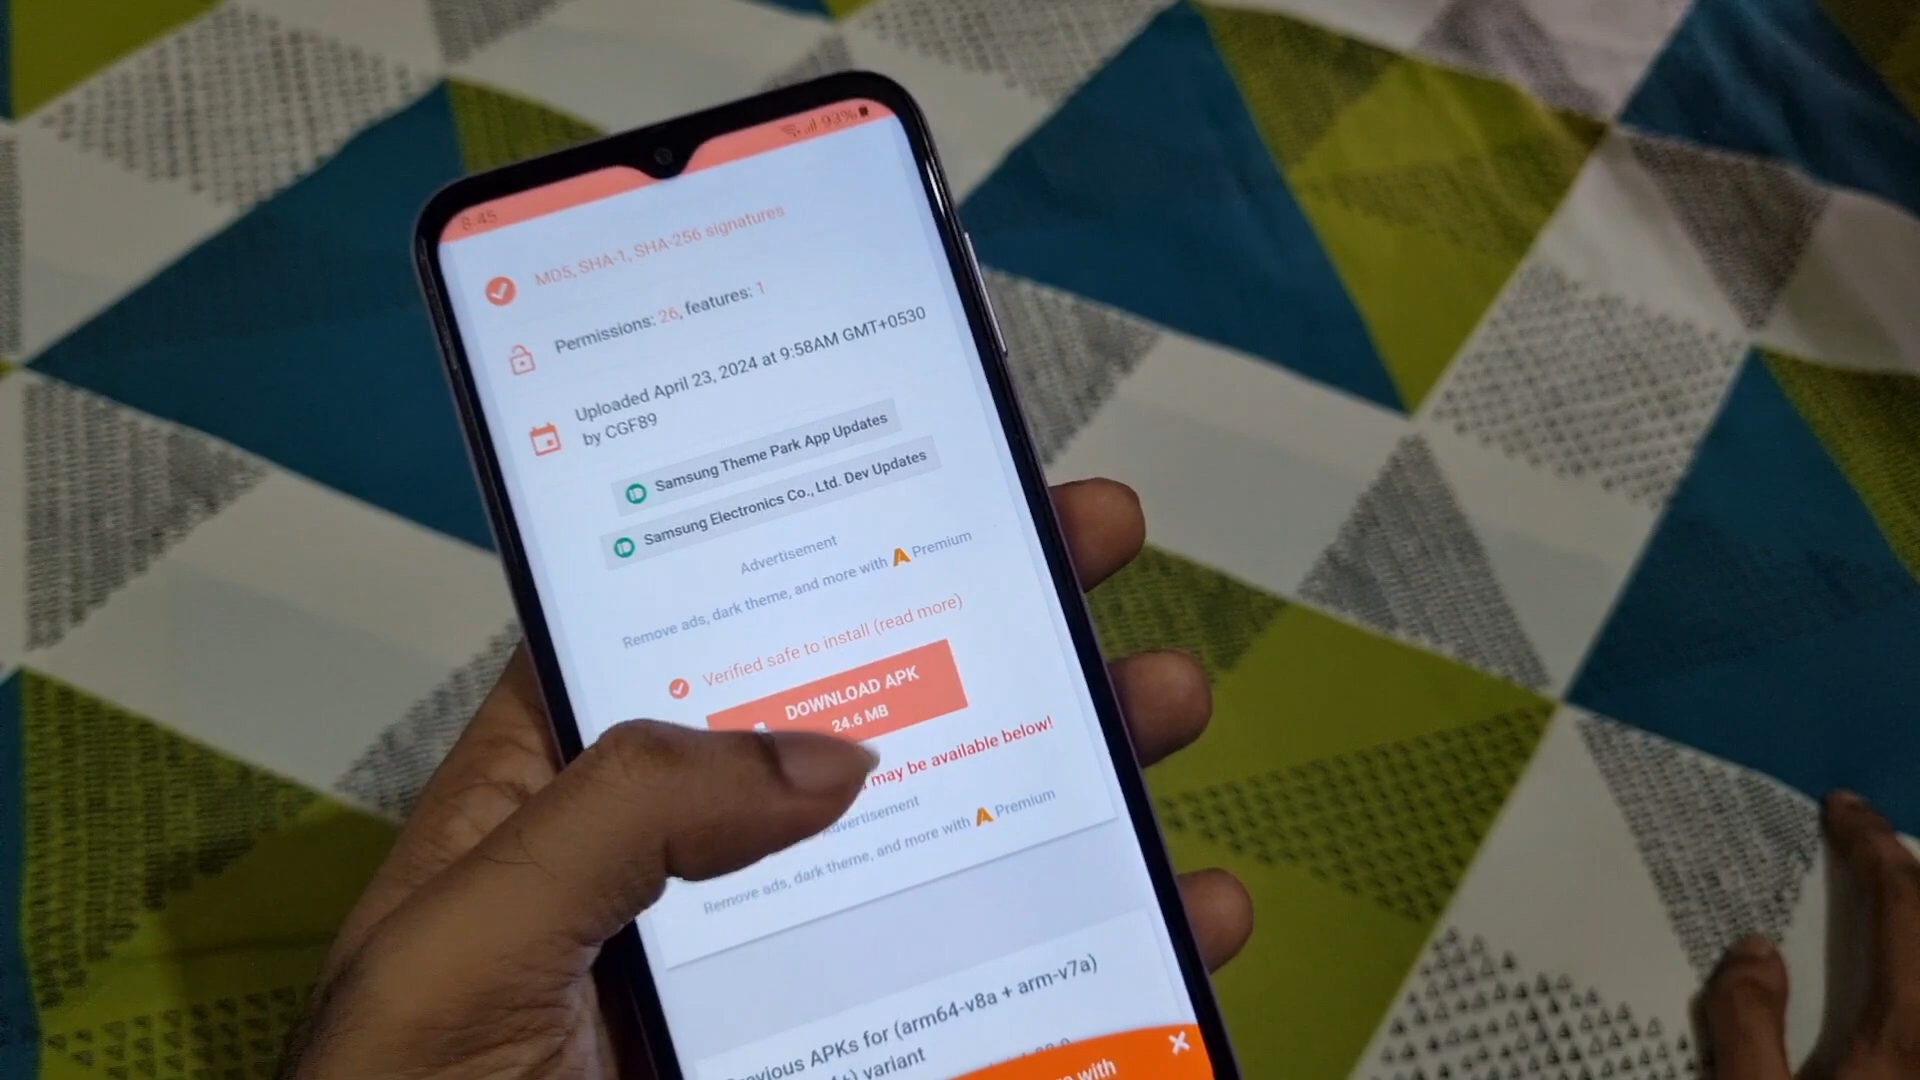 8:45 93%
MD5, SHA-1, SHA-256 signatures
Permissions: 26, features: 1
Uploaded April 23, 2024 at 9:58AM GMT+0530
by CGF89
Samsung Theme Park App Updates
Samsung Electronics Co., Ltd. Dev Updates
Advertisement
Remove ads, dark theme, and more with Premium
Verified safe to install (read more)
DOWNLOAD APK
24.6 MB
may be available below!
Advertisement
Remove ads, dark theme, and more with Premium
evious APKs for (arm64-v8a + arm-v7a)
variant
with